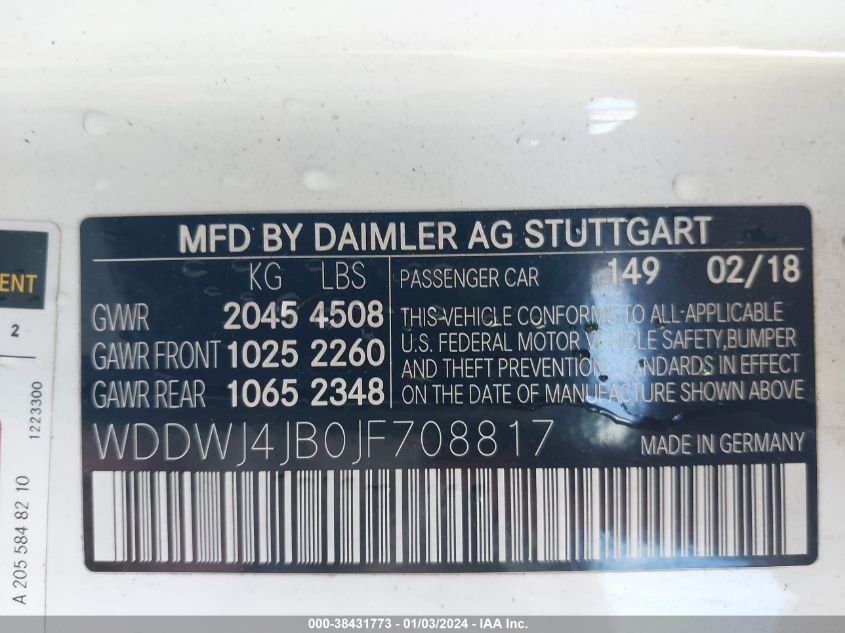 MFD BY DAIMLER AG STUTTGART
KG LBS
GVWR 2045 4508
GAWR FRONT 1025 2260
GAWR REAR 1065 2348
PASSENGER CAR 149 02/18
THIS VEHICLE CONFORMS TO ALL APPLICABLE
U.S. FEDERAL MOTOR VEHICLE SAFETY,BUMPER
AND THEFT PREVENTION STANDARDS IN EFFECT
ON THE DATE OF MANUFACTURE SHOWN ABOVE
WDDWJ4JB0JF708817 MADE IN GERMANY
ENT
2
1223300
A 205 584 82 10
000-38431773 - 01/03/2024 - IAA Inc.